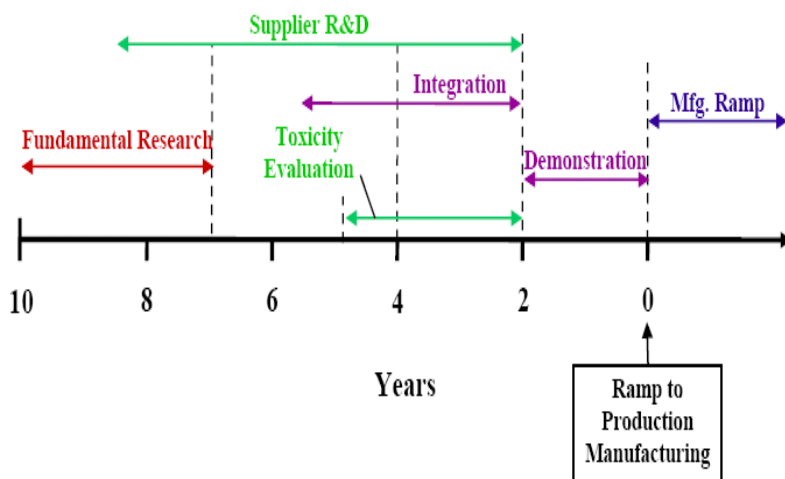 Supplier R&D
Integration
Mfg. Ramp
Fundamental Research
Toxicity
Evaluation
Demonstration
10 8 6 4 2 0
Years
Ramp to
Production
Manufacturing